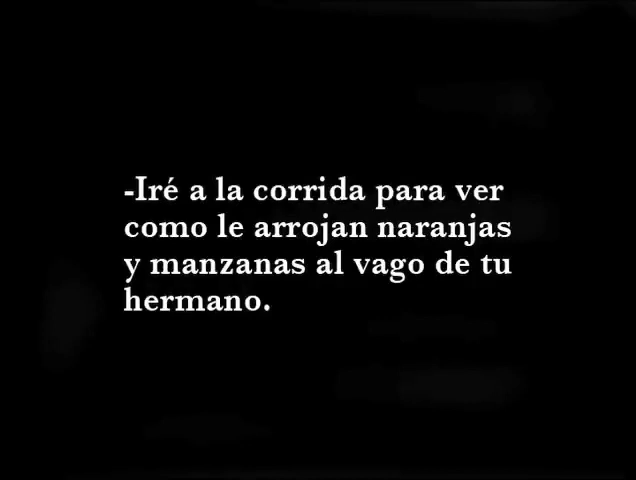 -Iré a la corrida para ver
como le arrojan naranjas
y manzanas al vago de tu
hermano.